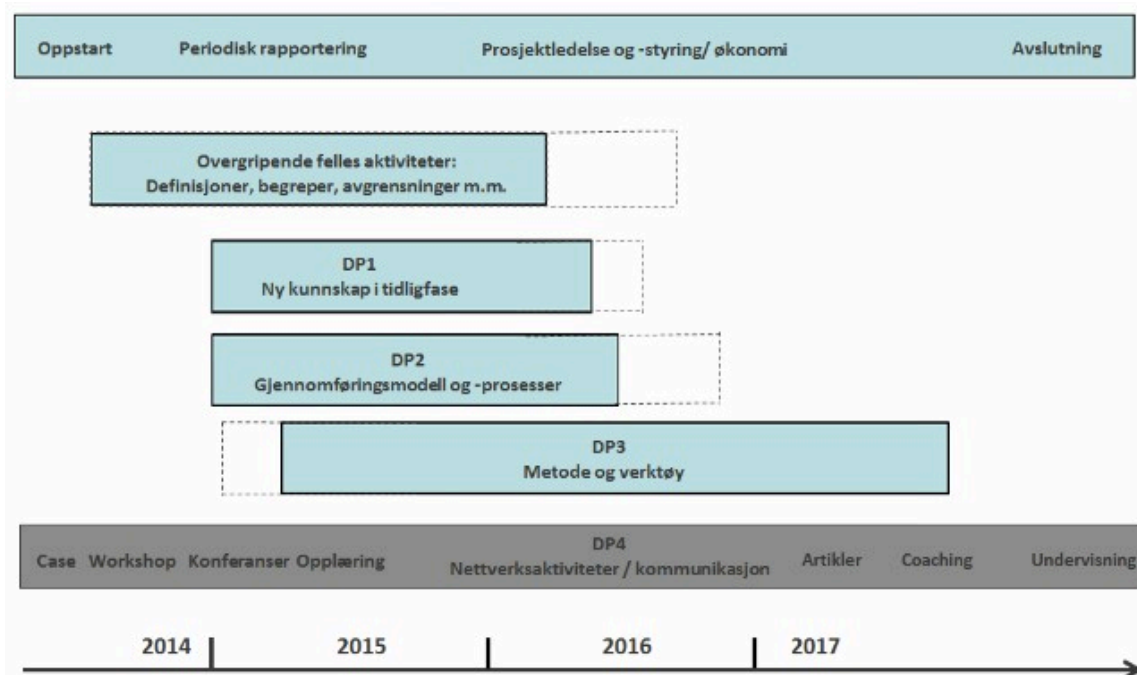 Oppstart Periodisk rapportering Prosjektledelse og -styring/ økonomi Avslutning
Overgripende felles aktiviteter:
Definisjoner, begreper, avgrensninger m.m.
DP1
Ny kunnskap i tidligfase
DP2
Gjennomføringsmodell og -prosesser
DP3
Metode og verktøy
DP4
Case Workshop Konferanser Opplæring Nettverksaktiviteter / kommunikasjon Artikler Coaching Undervisning
2014 2015 2016 2017